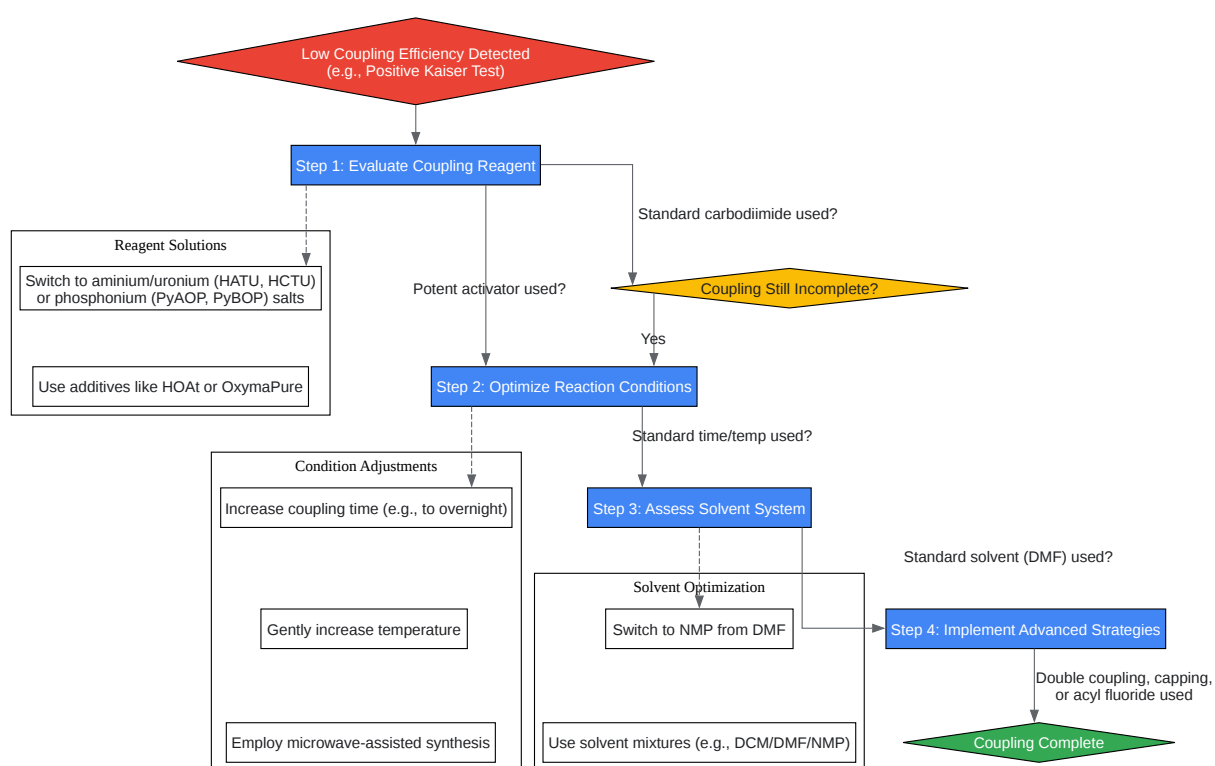 Low Coupling Efficiency Detected
(e.g., Positive Kaiser Test)
Step 1: Evaluate Coupling Reagent
Standard carbodiimide used?
Reagent Solutions
Switch to aminium/uronium (HATU, HCTU)
or phosphonium (PyAOP, PyBOP) salts
Potent activator used?
Coupling Still Incomplete?
Yes
Use additives like HOAt or OxymaPure
Step 2: Optimize Reaction Conditions
Standard time/temp used?
Condition Adjustments
Increase coupling time (e.g., to overnight)
Step 3: Assess Solvent System
Standard solvent (DMF) used?
Solvent Optimization
Gently increase temperature
Switch to NMP from DMF
Step 4: Implement Advanced Strategies
Double coupling, capping,
or acyl fluoride used
Employ microwave-assisted synthesis
Use solvent mixtures (e.g., DCM/DMF/NMP)
Coupling Complete